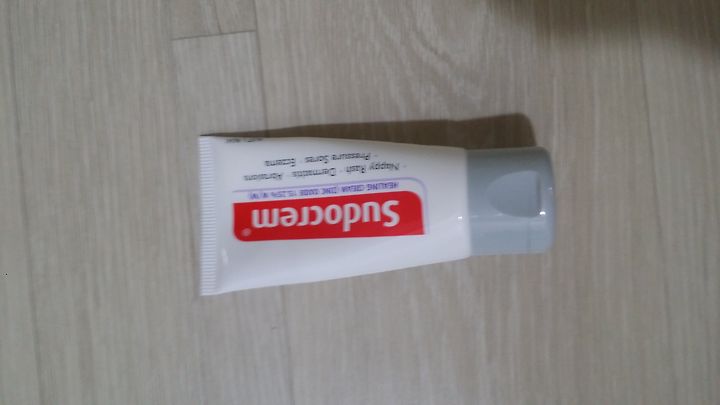 Sudocrem®
HEALING CREAM (ZINC OXIDE 15.25% W/W)
· Nappy Rash · Dermatitis · Abrasions
· Pressure Sores · Eczema